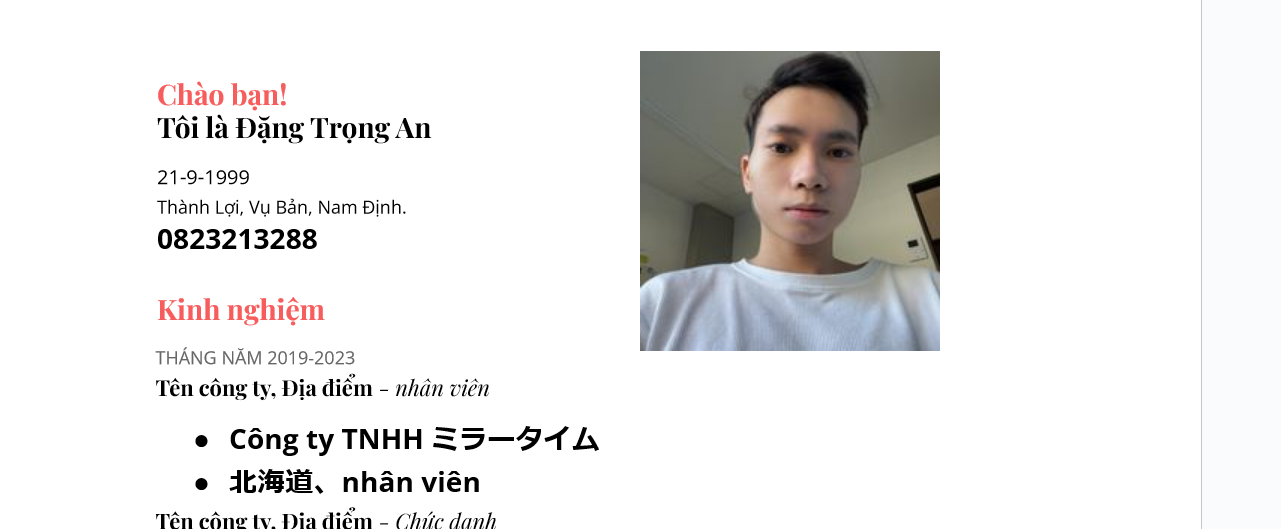 Chào bạn!
Tôi là Đặng Trọng An
21-9-1999
Thành Lợi, Vụ Bản, Nam Định.
0823213288
Kinh nghiệm
THÁNG NĂM 2019-2023
Tên công ty, Địa điểm - nhân viên
● Công ty TNHH ミラータイム
● 北海道、nhân viên
Tên công ty, Địa điểm - Chức danh